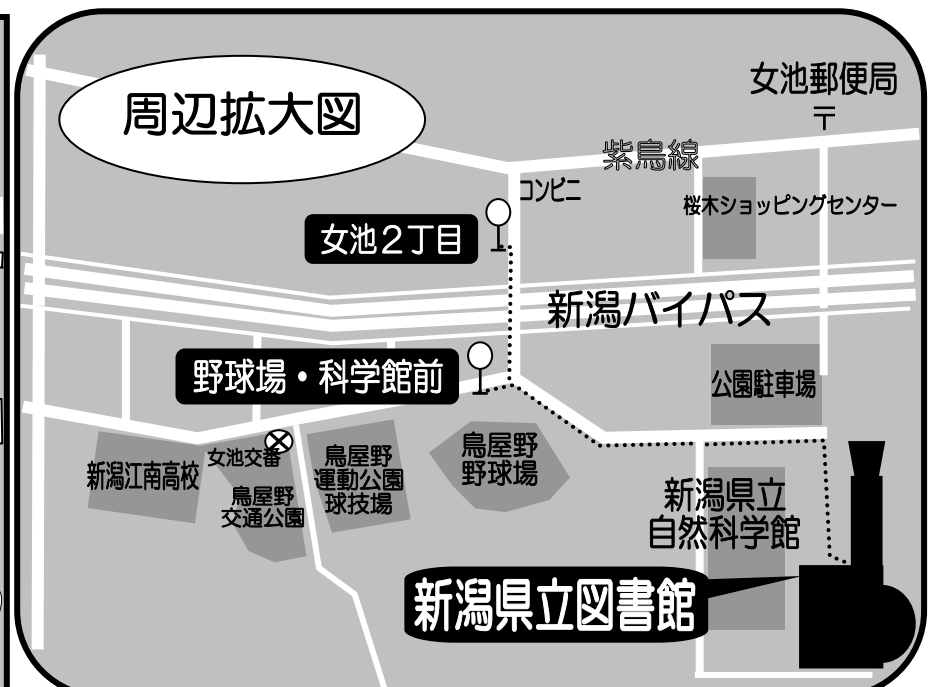 周辺拡大図
女池郵便局
〒
紫鳥線
コンビニ
桜木ショッピングセンター
女池２丁目
新潟バイパス
野球場・科学館前
公園駐車場
女池交番
新潟江南高校
鳥屋野
交通公園
鳥屋野
運動公園
球技場
鳥屋野
野球場
新潟県立
自然科学館
新潟県立図書館